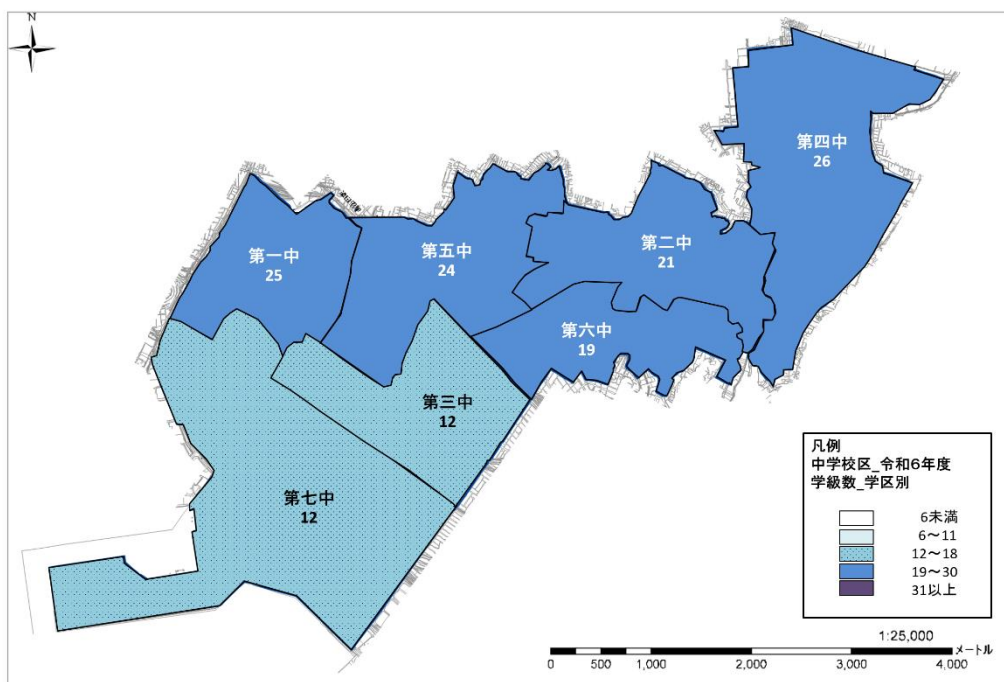 N
第四中
26
第一中
25
第五中
24
第二中
21
第六中
19
第三中
12
第七中
12
凡例
中学校区_令和6年度
学級数_学区別
6未満
6～11
12～18
19～30
31以上
1:25,000
0 500 1,000 2,000 3,000 4,000 メートル